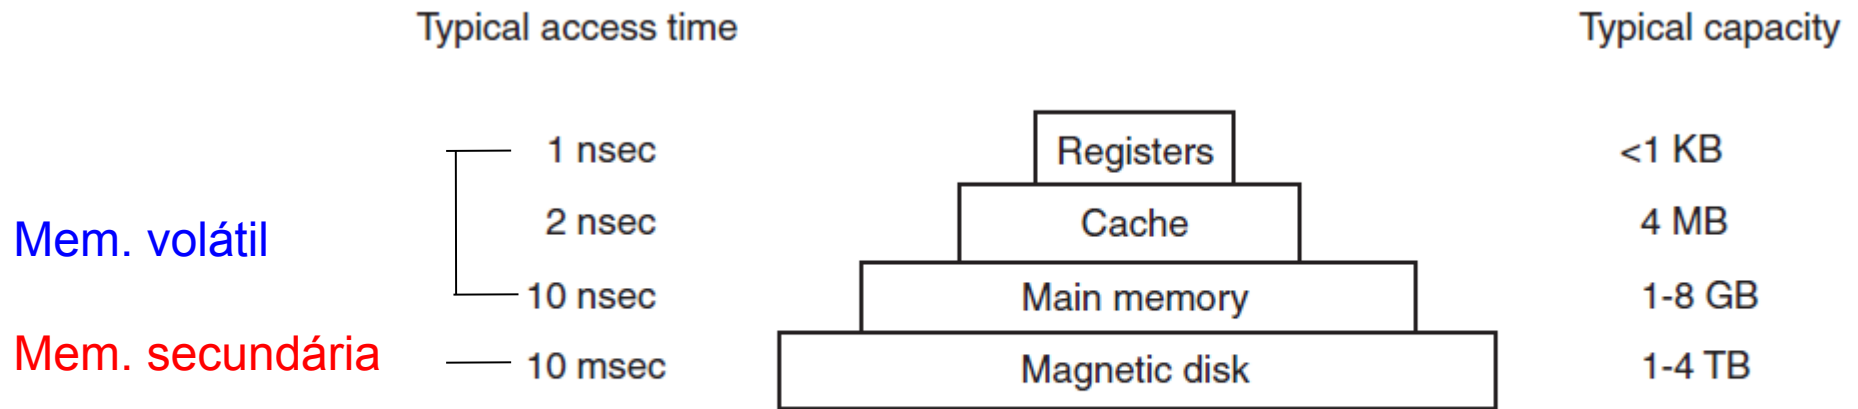 Typical access time Typical capacity
1 nsec Registers <1 KB
2 nsec Cache 4 MB
Mem. volátil
10 nsec Main memory 1-8 GB
Mem. secundária 10 msec Magnetic disk 1-4 TB